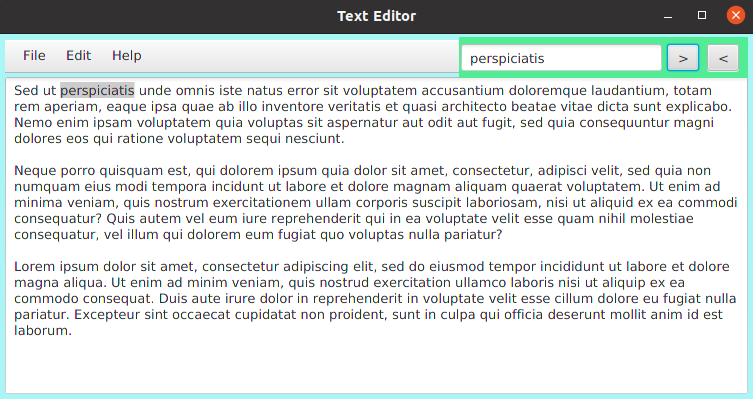 Text Editor
File Edit Help
perspiciatis > <
Sed ut perspiciatis unde omnis iste natus error sit voluptatem accusantium doloremque laudantium, totam
rem aperiam, eaque ipsa quae ab illo inventore veritatis et quasi architecto beatae vitae dicta sunt explicabo.
Nemo enim ipsam voluptatem quia voluptas sit aspernatur aut odit aut fugit, sed quia consequuntur magni
dolores eos qui ratione voluptatem sequi nesciunt.
Neque porro quisquam est, qui dolorem ipsum quia dolor sit amet, consectetur, adipisci velit, sed quia non
numquam eius modi tempora incidunt ut labore et dolore magnam aliquam quaerat voluptatem. Ut enim ad
minima veniam, quis nostrum exercitationem ullam corporis suscipit laboriosam, nisi ut aliquid ex ea commodi
consequatur? Quis autem vel eum iure reprehenderit qui in ea voluptate velit esse quam nihil molestiae
consequatur, vel illum qui dolorem eum fugiat quo voluptas nulla pariatur?
Lorem ipsum dolor sit amet, consectetur adipiscing elit, sed do eiusmod tempor incididunt ut labore et dolore
magna aliqua. Ut enim ad minim veniam, quis nostrud exercitation ullamco laboris nisi ut aliquip ex ea
commodo consequat. Duis aute irure dolor in reprehenderit in voluptate velit esse cillum dolore eu fugiat nulla
pariatur. Excepteur sint occaecat cupidatat non proident, sunt in culpa qui officia deserunt mollit anim id est
laborum.